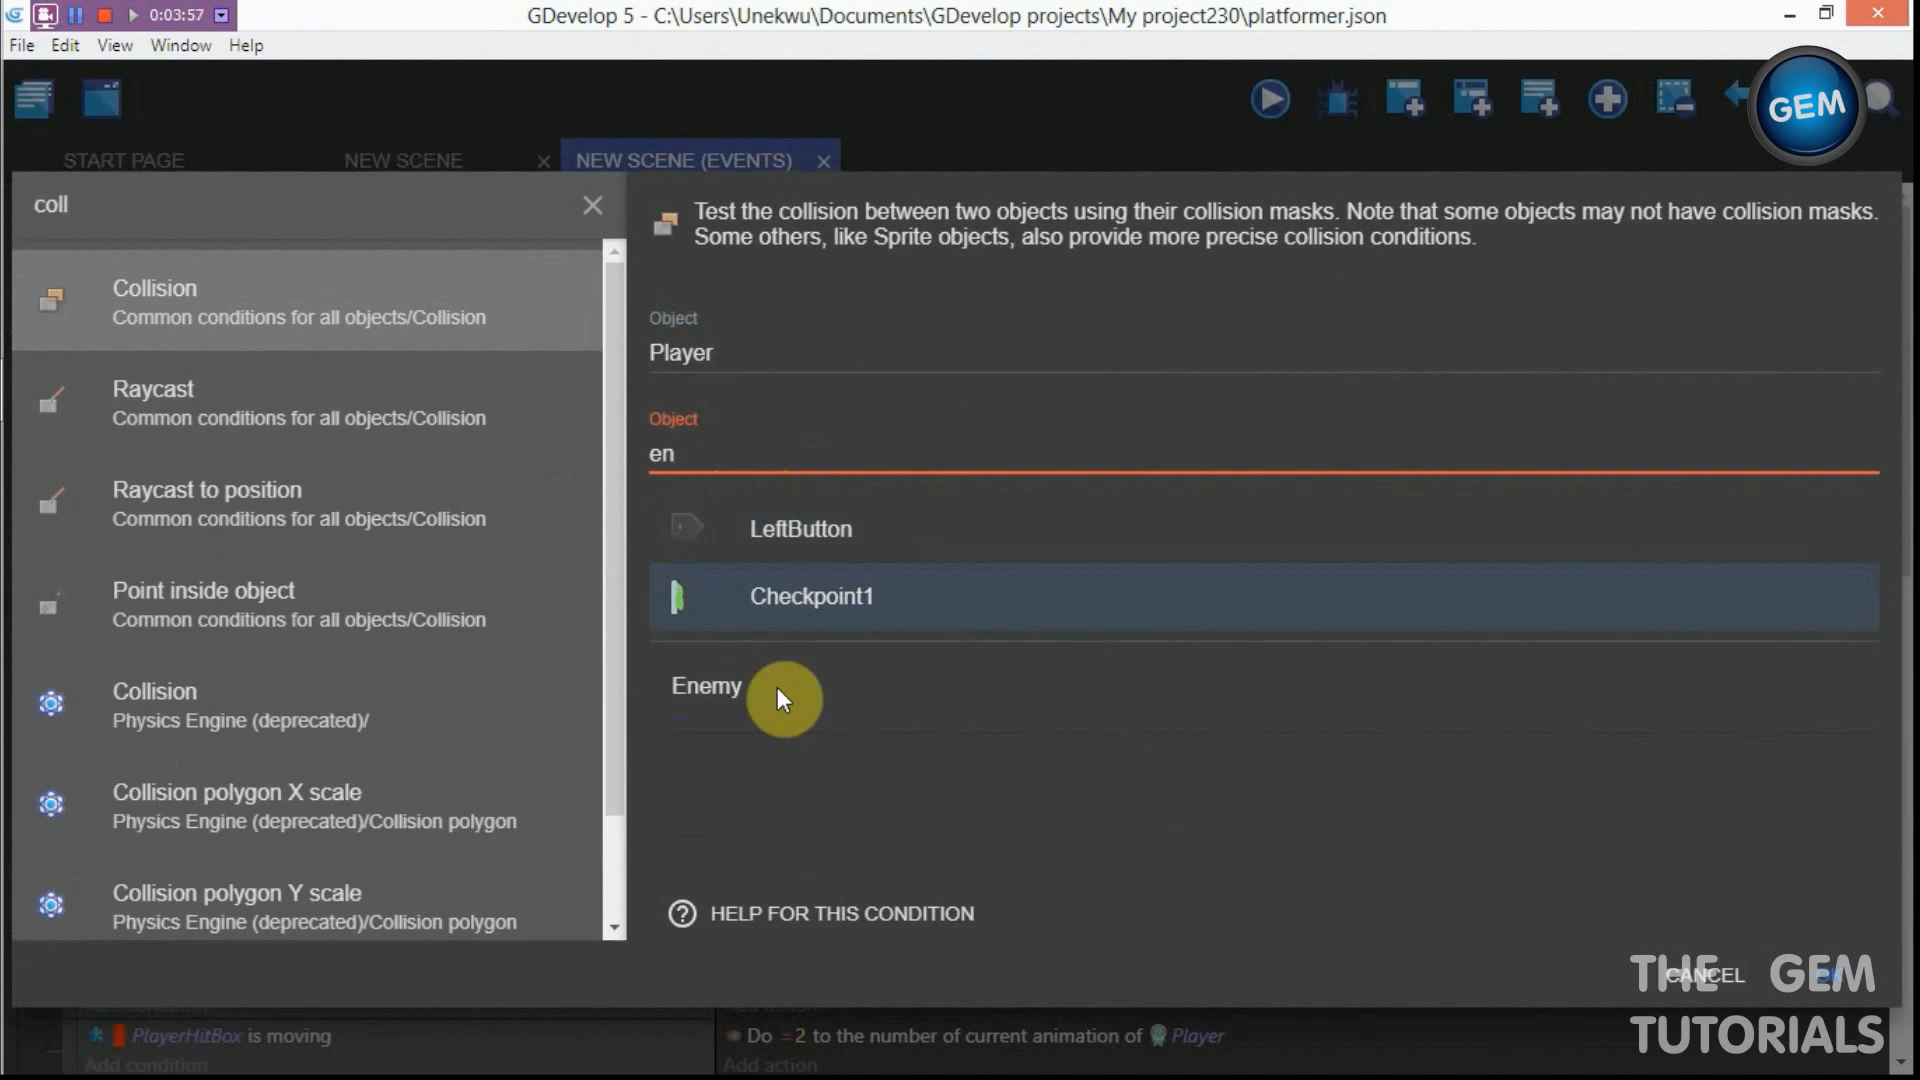 0:03:57
GDevelop 5 - C:\Users\Unekwu\Documents\GDevelop projects\My project230\platformer.json
File Edit View Window Help
GEM
START PAGE
NEW SCENE
NEW SCENE (EVENTS)
coll
Collision
Common conditions for all objects/Collision
Raycast
Common conditions for all objects/Collision
Raycast to position
Common conditions for all objects/Collision
Point inside object
Common conditions for all objects/Collision
Collision
Physics Engine (deprecated)/
Collision polygon X scale
Physics Engine (deprecated)/Collision polygon
Collision polygon Y scale
Physics Engine (deprecated)/Collision polygon
Test the collision between two objects using their collision masks. Note that some objects may not have collision masks.
Some others, like Sprite objects, also provide more precise collision conditions.
Object
Player
Object
en
LeftButton
Checkpoint1
Enemy
HELP FOR THIS CONDITION
CANCEL
THE GEM
TUTORIALS
PlayerHitBox is moving
Add condition
Do =2 to the number of current animation of Player
Add action